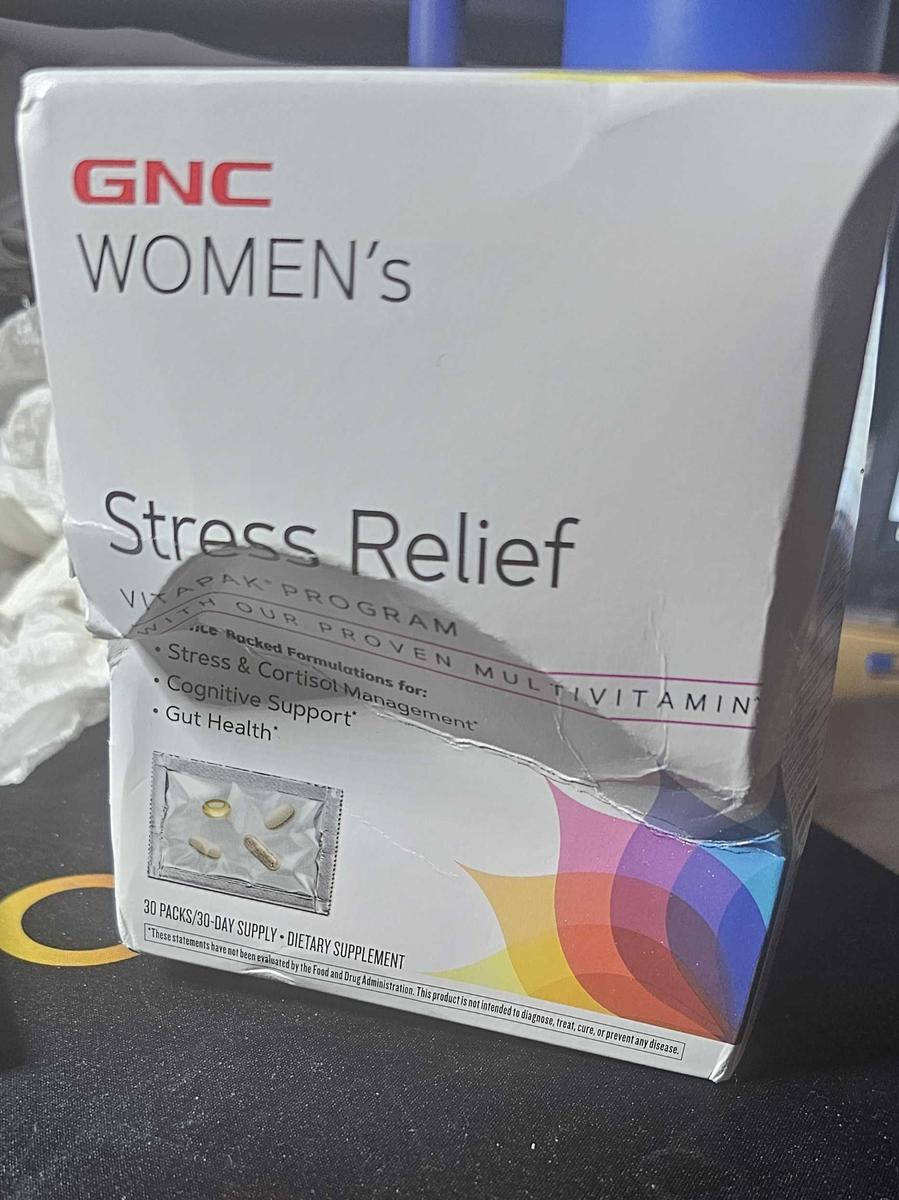 GNC
WOMEN's
Stress Relief
VITAPAK® PROGRAM
WITH OUR PROVEN MULTIVITAMIN
Backed Formulations for:
• Stress & Cortisol Management*
• Cognitive Support*
• Gut Health*
30 PACKS/30-DAY SUPPLY • DIETARY SUPPLEMENT
*These statements have not been evaluated by the Food and Drug Administration. This product is not intended to diagnose, treat, cure, or prevent any disease.